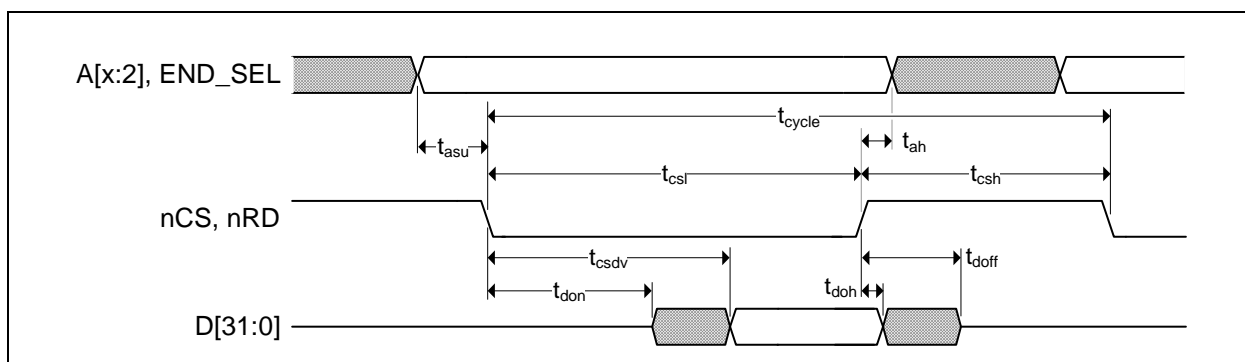 A[x:2], END_SEL
tcycle
tasu
tah
tcsl
tcsh
nCS, nRD
tcsdv
tdoff
tdon
tdoh
D[31:0]